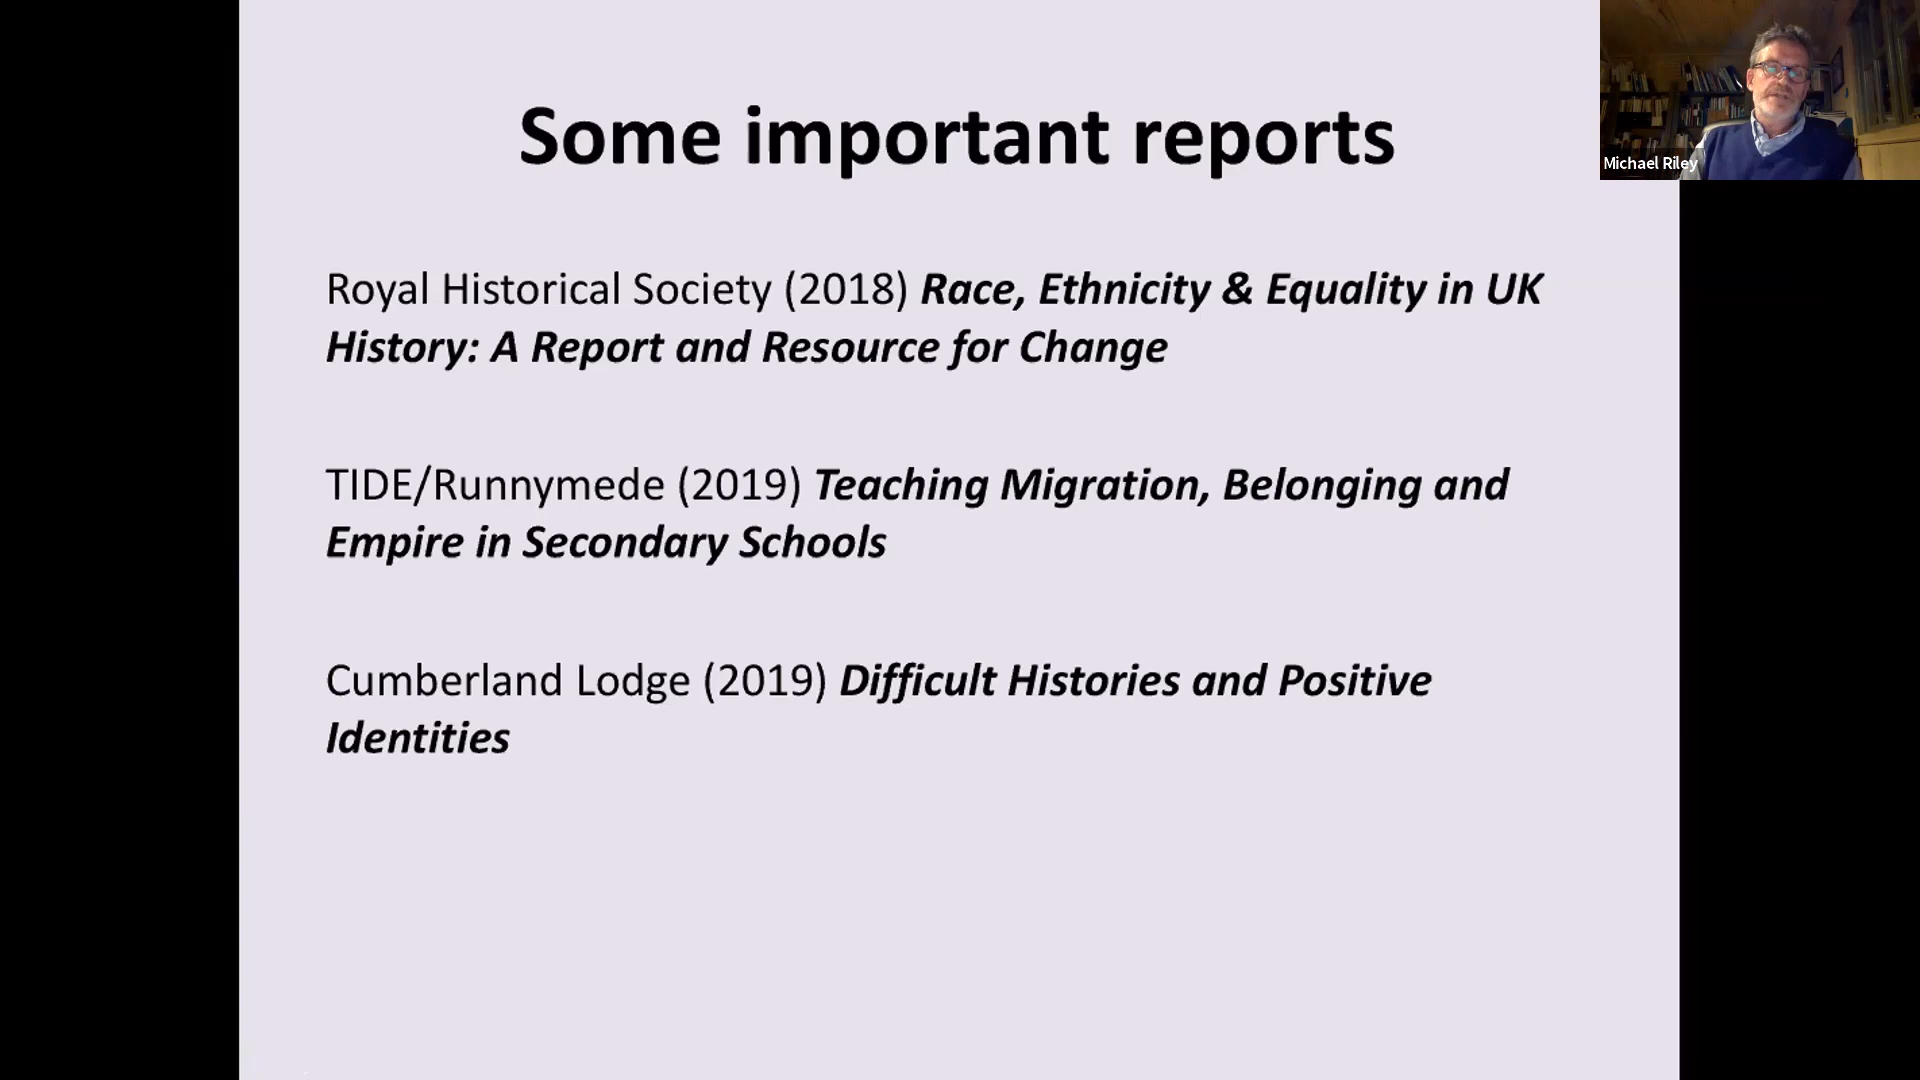 Some important reports
Michael Riley
Royal Historical Society (2018) Race, Ethnicity & Equality in UK
History: A Report and Resource for Change
TIDE/Runnymede (2019) Teaching Migration, Belonging and
Empire in Secondary Schools
Cumberland Lodge (2019) Difficult Histories and Positive
Identities